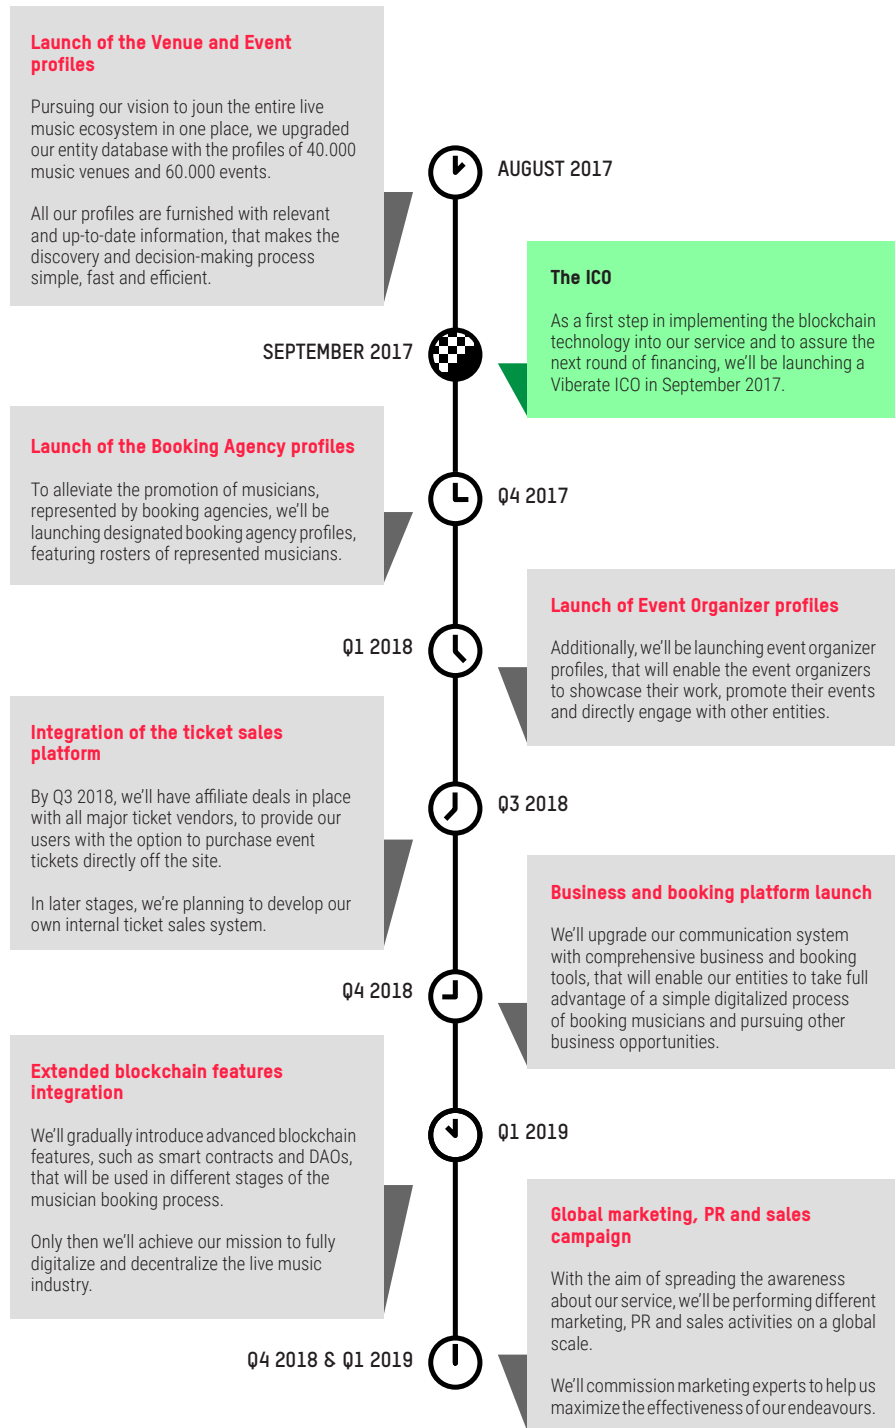 Launch of the Venue and Event
profiles
Pursuing our vision to joun the entire live
music ecosystem in one place, we upgraded
our entity database with the profiles of 40.000
music venues and 60.000 events.
All our profiles are furnished with relevant
and up-to-date information, that makes the
discovery and decision-making process
simple, fast and efficient.
AUGUST 2017
The ICO
As a first step in implementing the blockchain
technology into our service and to assure the
next round of financing, we'll be launching a
Viberate ICO in September 2017.
SEPTEMBER 2017
Launch of the Booking Agency profiles
To alleviate the promotion of musicians,
represented by booking agencies, we'll be
launching designated booking agency profiles,
featuring rosters of represented musicians.
Q4 2017
Launch of Event Organizer profiles
Additionally, we'll be launching event organizer
profiles, that will enable the event organizers
to showcase their work, promote their events
and directly engage with other entities.
Q1 2018
Integration of the ticket sales
platform
By Q3 2018, we'll have affiliate deals in place
with all major ticket vendors, to provide our
users with the option to purchase event
tickets directly off the site.
In later stages, we're planning to develop our
own internal ticket sales system.
Q3 2018
Business and booking platform launch
We'll upgrade our communication system
with comprehensive business and booking
tools, that will enable our entities to take full
advantage of a simple digitalized process
of booking musicians and pursuing other
business opportunities.
Q4 2018
Extended blockchain features
integration
We'll gradually introduce advanced blockchain
features, such as smart contracts and DAOs,
that will be used in different stages of the
musician booking process.
Only then we'll achieve our mission to fully
digitalize and decentralize the live music
industry.
Q1 2019
Global marketing, PR and sales
campaign
With the aim of spreading the awareness
about our service, we'll be performing different
marketing, PR and sales activities on a global
scale.
We'll commission marketing experts to help us
maximize the effectiveness of our endeavours.
Q4 2018 & Q1 2019